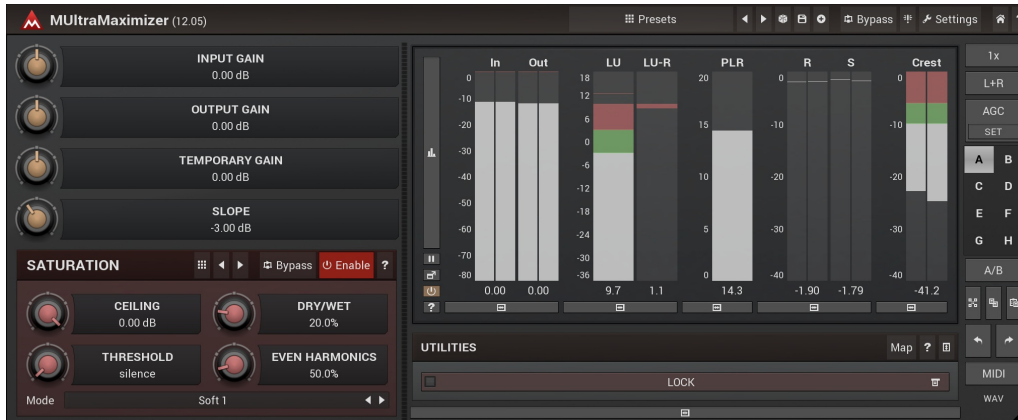 MUltraMaximizer (12.05) Presets Bypass Settings
INPUT GAIN
0.00 dB
OUTPUT GAIN
0.00 dB
TEMPORARY GAIN
0.00 dB
SLOPE
-3.00 dB
SATURATION Bypass Enable ?
CEILING
0.00 dB
DRY/WET
20.0%
THRESHOLD
silence
EVEN HARMONICS
50.0%
Mode Soft 1
In Out LU LU-R PLR R S Crest
0
-10
-20
-30
-40
-50
-60
-70
-80
18
12
6
0
-6
-12
-18
-24
-30
-36
20
15
10
5
0
0
-10
-20
-30
-40
0
-10
-20
-30
-40
0.00 0.00 9.7 1.1 14.3 -1.90 -1.79 -41.2
?
UTILITIES Map ?
LOCK
1x
L+R
AGC
SET
A B
C D
E F
G H
A/B
MIDI
WAV